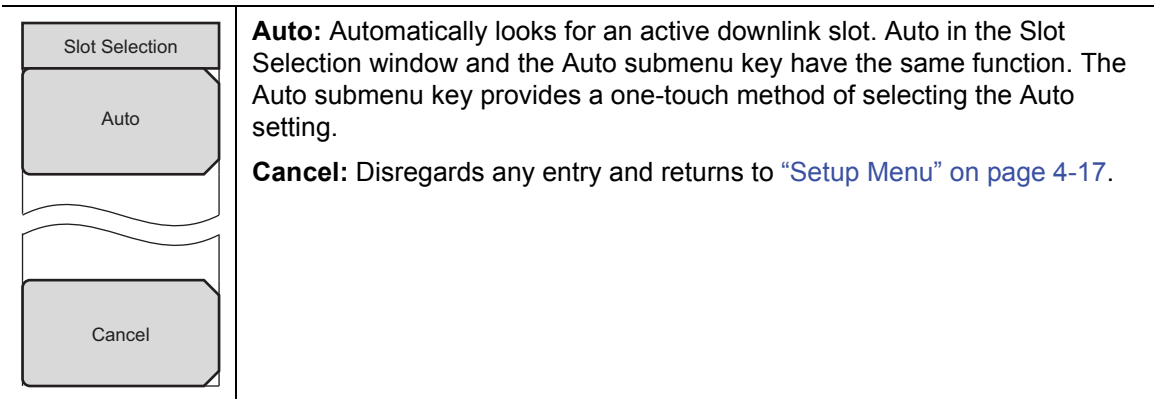 Slot Selection
Auto
Cancel
Auto: Automatically looks for an active downlink slot. Auto in the Slot
Selection window and the Auto submenu key have the same function. The
Auto submenu key provides a one-touch method of selecting the Auto
setting.
Cancel: Disregards any entry and returns to “Setup Menu” on page 4-17.